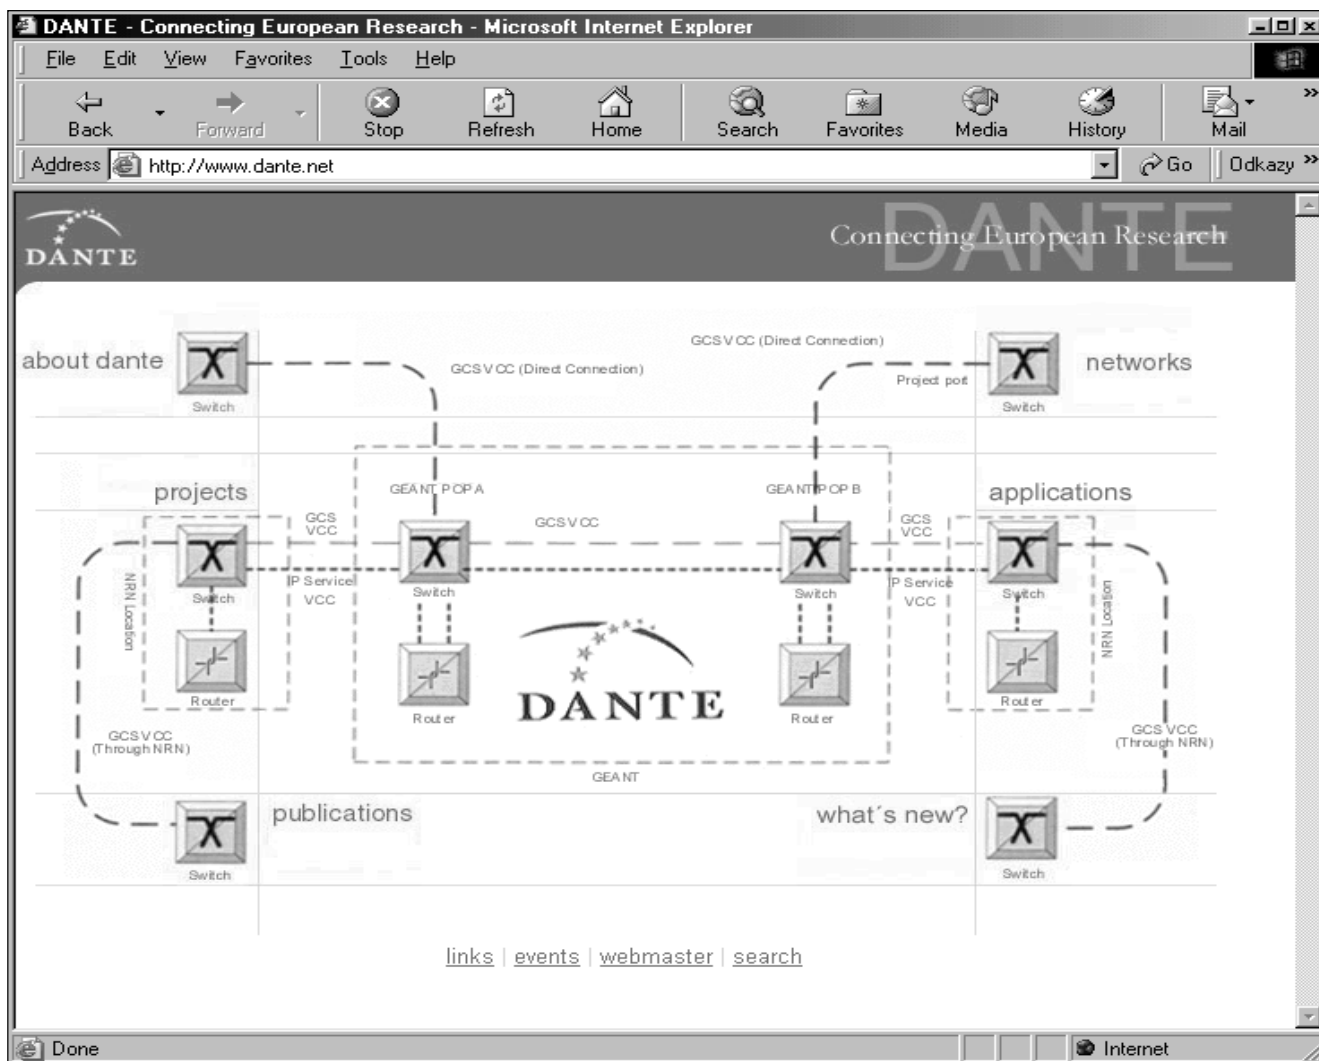 DANTE - Connecting European Research - Microsoft Internet Explorer
File Edit View Favorites Tools Help
Back Forward Stop Refresh Home Search Favorites Media History Mail »
Address http://www.dante.net Go Odkazy »
DANTE
DANTE
Connecting European Research
about dante
Switch
GCS VCC (Direct Connection)
GCS VCC (Direct Connection)
Project port
Switch
networks
projects
GEANT POP A
GEANT POP B
applications
GCS
VCC
GCS VCC
GCS
VCC
NRN Location
Switch
IP Service
VCC
Switch
Switch
IP Service
VCC
Switch
NRN Location
Router
Router
DANTE
Router
Router
GCS VCC
(Through NRN)
GCS VCC
(Through NRN)
GEANT
Switch
publications
what´s new?
Switch
links | events | webmaster | search
Done Internet